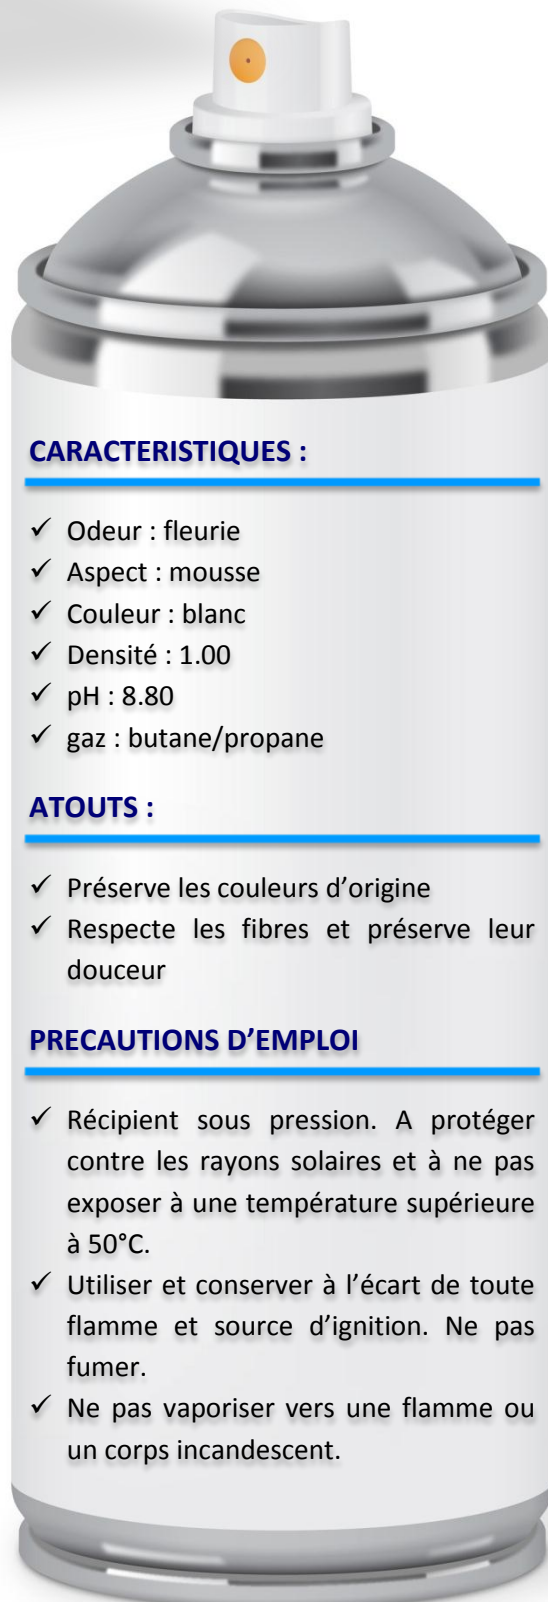 CARACTERISTIQUES :
✓ Odeur : fleurie
✓ Aspect : mousse
✓ Couleur : blanc
✓ Densité : 1.00
✓ pH : 8.80
✓ gaz : butane/propane
ATOUTS :
✓ Préserve les couleurs d’origine
✓ Respecte les fibres et préserve leur
douceur
PRECAUTIONS D’EMPLOI
✓ Récipient sous pression. A protéger
contre les rayons solaires et à ne pas
exposer à une température supérieure
à 50°C.
✓ Utiliser et conserver à l’écart de toute
flamme et source d’ignition. Ne pas
fumer.
✓ Ne pas vaporiser vers une flamme ou
un corps incandescent.